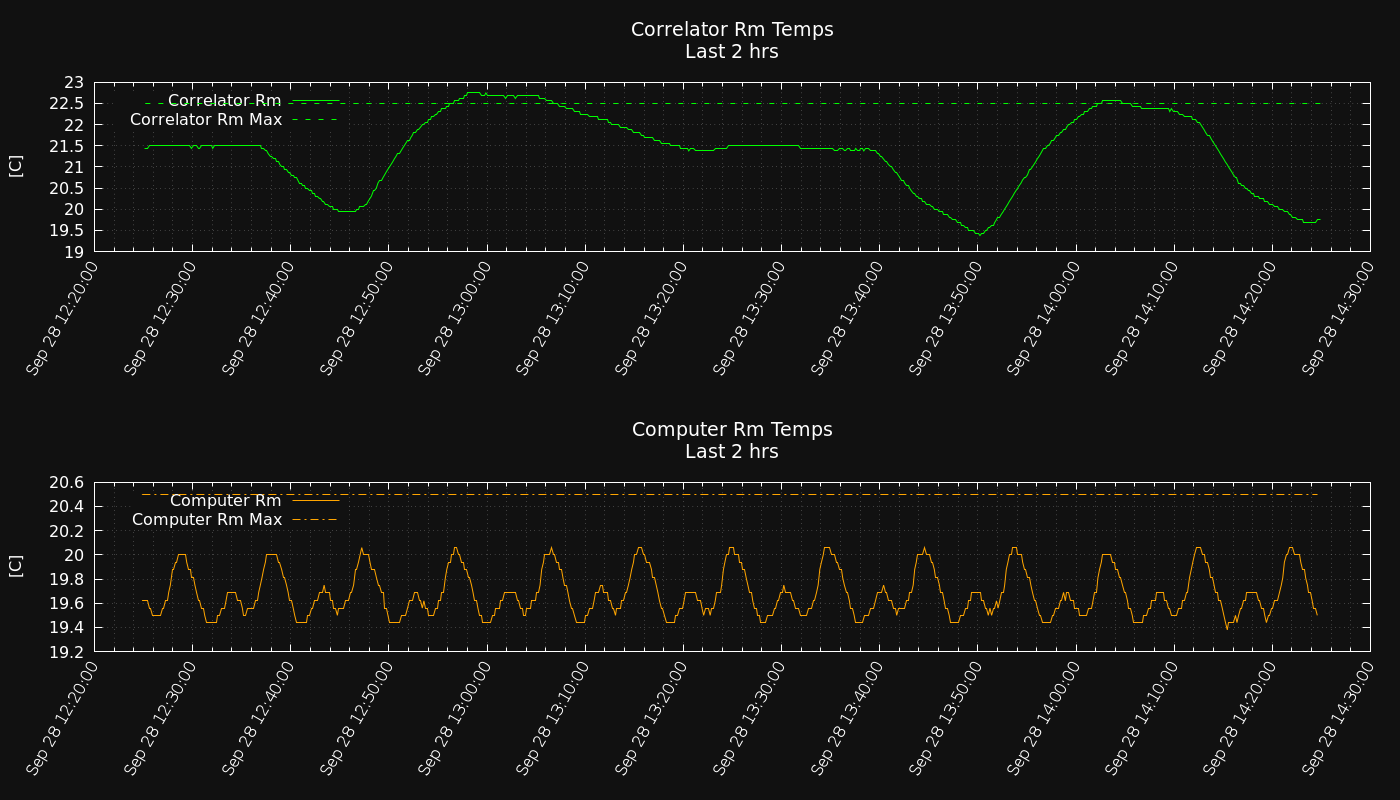 Correlator Rm Temps
Last 2 hrs
[C]
23
22.5
22
21.5
21
20.5
20
19.5
19
Correlator Rm
Correlator Rm Max
Sep 28 12:20:00
Sep 28 12:30:00
Sep 28 12:40:00
Sep 28 12:50:00
Sep 28 13:00:00
Sep 28 13:10:00
Sep 28 13:20:00
Sep 28 13:30:00
Sep 28 13:40:00
Sep 28 13:50:00
Sep 28 14:00:00
Sep 28 14:10:00
Sep 28 14:20:00
Sep 28 14:30:00
Computer Rm Temps
Last 2 hrs
[C]
20.6
20.4
20.2
20
19.8
19.6
19.4
19.2
Computer Rm
Computer Rm Max
Sep 28 12:20:00
Sep 28 12:30:00
Sep 28 12:40:00
Sep 28 12:50:00
Sep 28 13:00:00
Sep 28 13:10:00
Sep 28 13:20:00
Sep 28 13:30:00
Sep 28 13:40:00
Sep 28 13:50:00
Sep 28 14:00:00
Sep 28 14:10:00
Sep 28 14:20:00
Sep 28 14:30:00